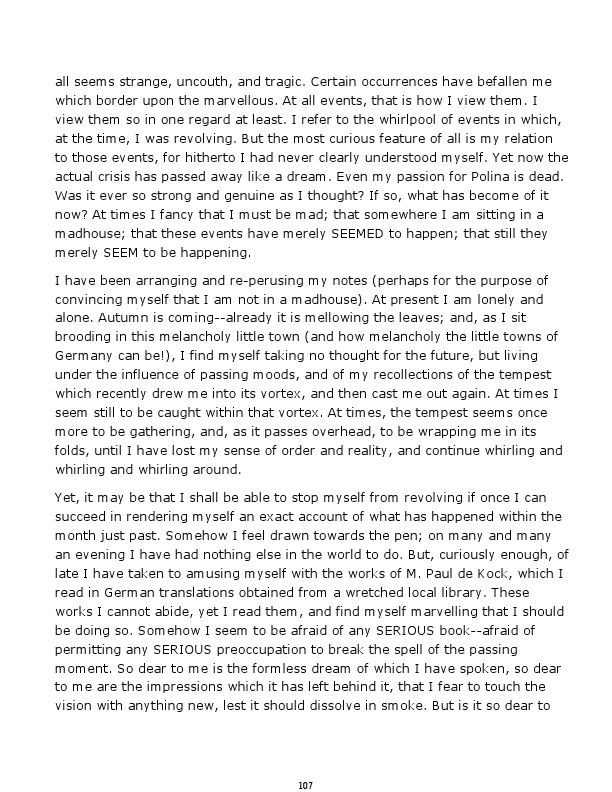 all seems strange, uncouth, and tragic. Certain occurrences have befallen me
which border upon the marvellous. At all events, that is how I view them. I
view them so in one regard at least. I refer to the whirlpool of events in which,
at the time, I was revolving. But the most curious feature of all is my relation
to those events, for hitherto I had never clearly understood myself. Yet now the
actual crisis has passed away like a dream. Even my passion for Polina is dead.
Was it ever so strong and genuine as I thought? If so, what has become of it
now? At times I fancy that I must be mad; that somewhere I am sitting in a
madhouse; that these events have merely SEEMED to happen; that still they
merely SEEM to be happening.
I have been arranging and re-perusing my notes (perhaps for the purpose of
convincing myself that I am not in a madhouse). At present I am lonely and
alone. Autumn is coming--already it is mellowing the leaves; and, as I sit
brooding in this melancholy little town (and how melancholy the little towns of
Germany can be!), I find myself taking no thought for the future, but living
under the influence of passing moods, and of my recollections of the tempest
which recently drew me into its vortex, and then cast me out again. At times I
seem still to be caught within that vortex. At times, the tempest seems once
more to be gathering, and, as it passes overhead, to be wrapping me in its
folds, until I have lost my sense of order and reality, and continue whirling and
whirling and whirling around.
Yet, it may be that I shall be able to stop myself from revolving if once I can
succeed in rendering myself an exact account of what has happened within the
month just past. Somehow I feel drawn towards the pen; on many and many
an evening I have had nothing else in the world to do. But, curiously enough, of
late I have taken to amusing myself with the works of M. Paul de Kock, which I
read in German translations obtained from a wretched local library. These
works I cannot abide, yet I read them, and find myself marvelling that I should
be doing so. Somehow I seem to be afraid of any SERIOUS book--afraid of
permitting any SERIOUS preoccupation to break the spell of the passing
moment. So dear to me is the formless dream of which I have spoken, so dear
to me are the impressions which it has left behind it, that I fear to touch the
vision with anything new, lest it should dissolve in smoke. But is it so dear to
107